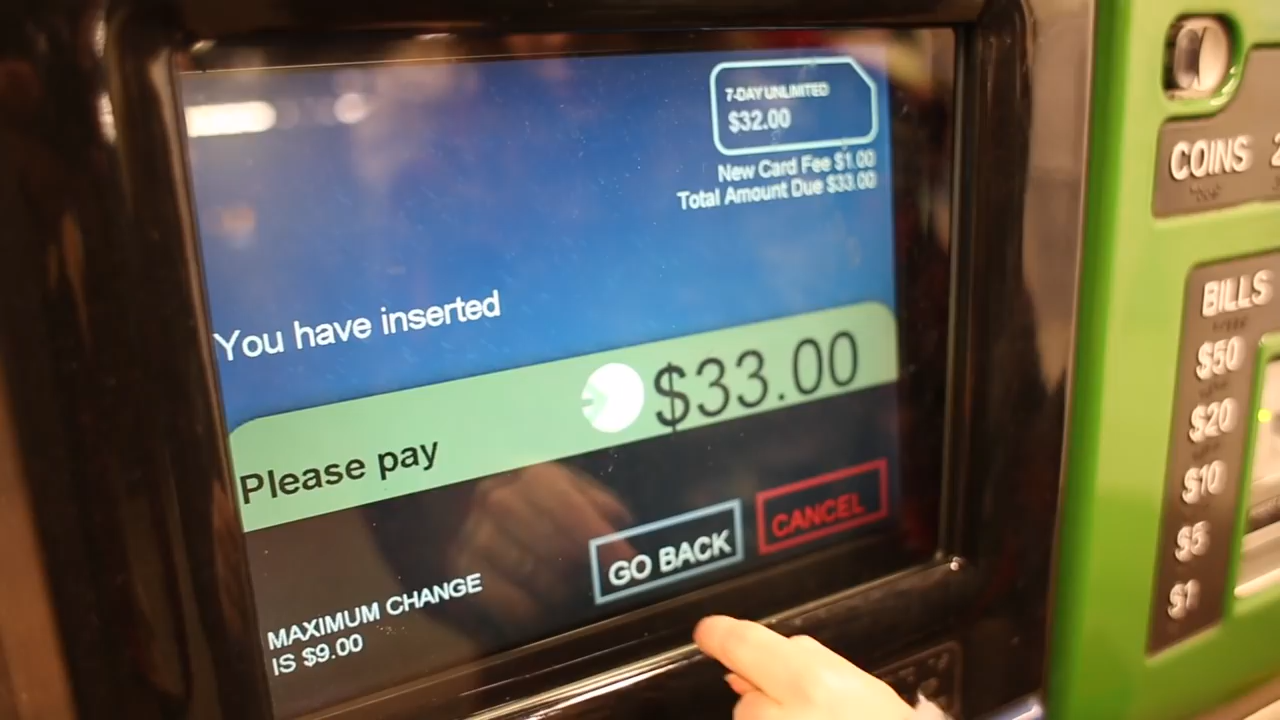 7-DAY UNLIMITED
$32.00
New Card Fee $1.00
Total Amount Due $33.00
You have inserted
Please pay
$33.00
GO BACK
CANCEL
MAXIMUM CHANGE
IS $9.00
COINS
BILLS
$50
$20
$10
$5
$1